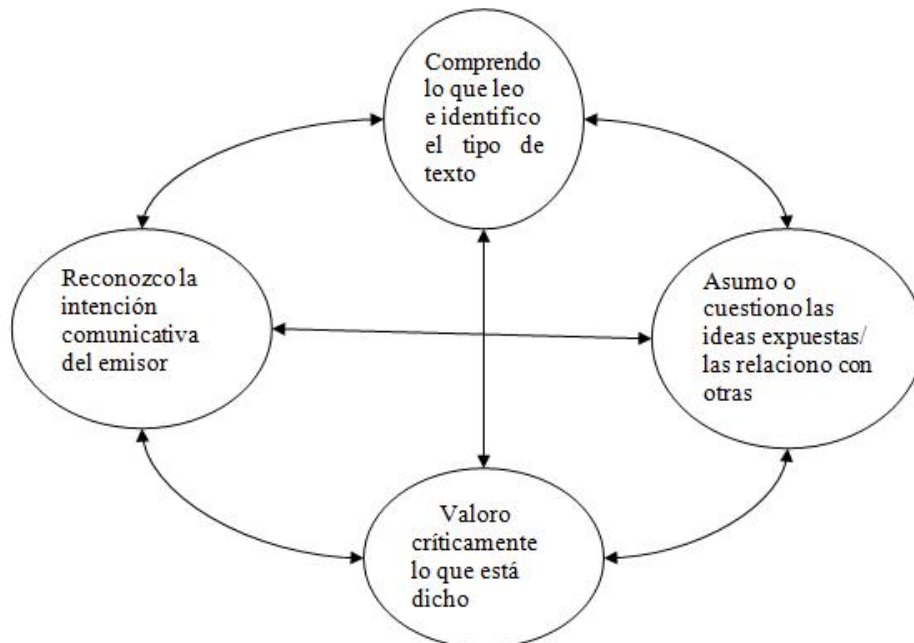 Comprendo
lo que leo
e identifico
el tipo de
texto
Reconozco la
intención
comunicativa
del emisor
Asumo o
cuestiono las
ideas expuestas/
las relaciono con
otras
Valoro
críticamente
lo que está
dicho